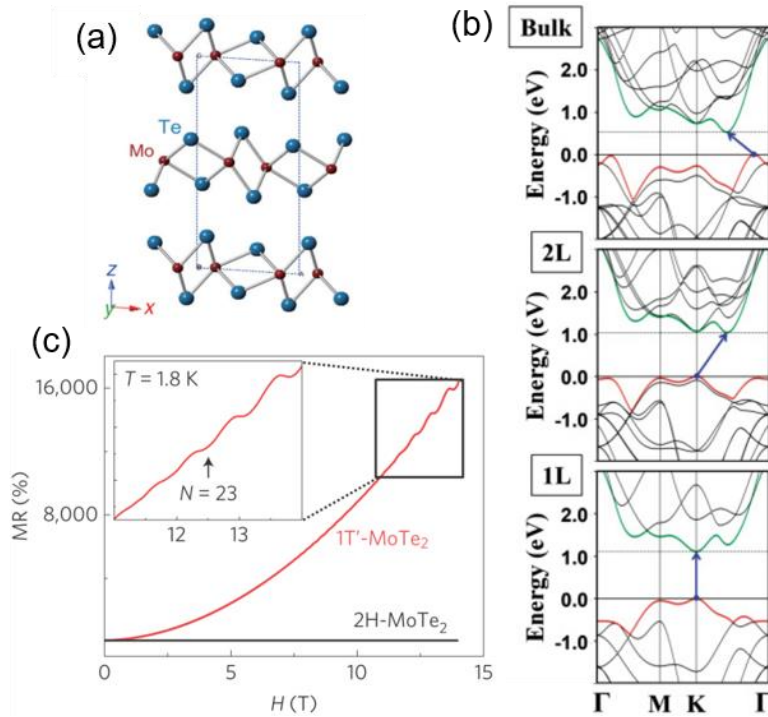 (a)
Te
Mo
z
y
x
(b)
Bulk
Energy (eV)
2.0
1.0
0.0
-1.0
2L
Energy (eV)
2.0
1.0
0.0
-1.0
1L
Energy (eV)
2.0
1.0
0.0
-1.0
Γ M K Γ
(c)
MR (%)
16,000
8,000
0
T = 1.8 K
N = 23
12 13
1T'-MoTe₂
2H-MoTe₂
0 5 10 15
H (T)